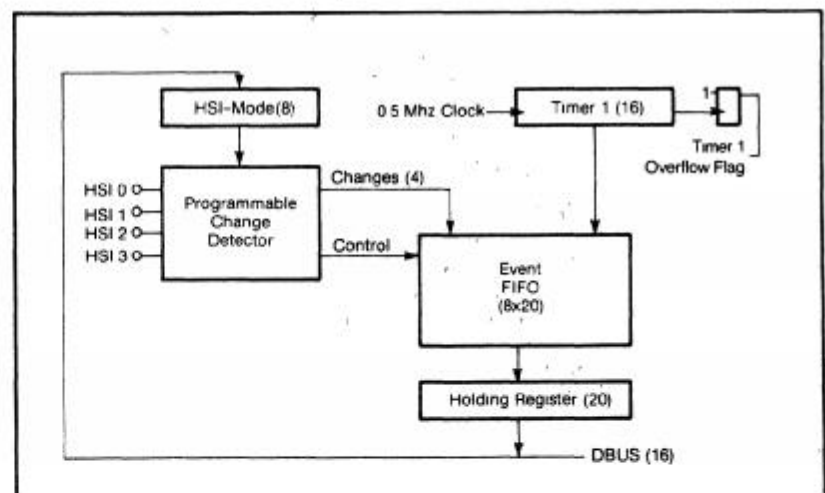 HSI-Mode(8)
0 5 Mhz Clock
Timer 1 (16)
1
Timer 1
Overflow Flag
HSI 0
HSI 1
HSI 2
HSI 3
Programmable
Change
Detector
Changes (4)
Control
Event
FIFO
(8x20)
Holding Register (20)
DBUS (16)